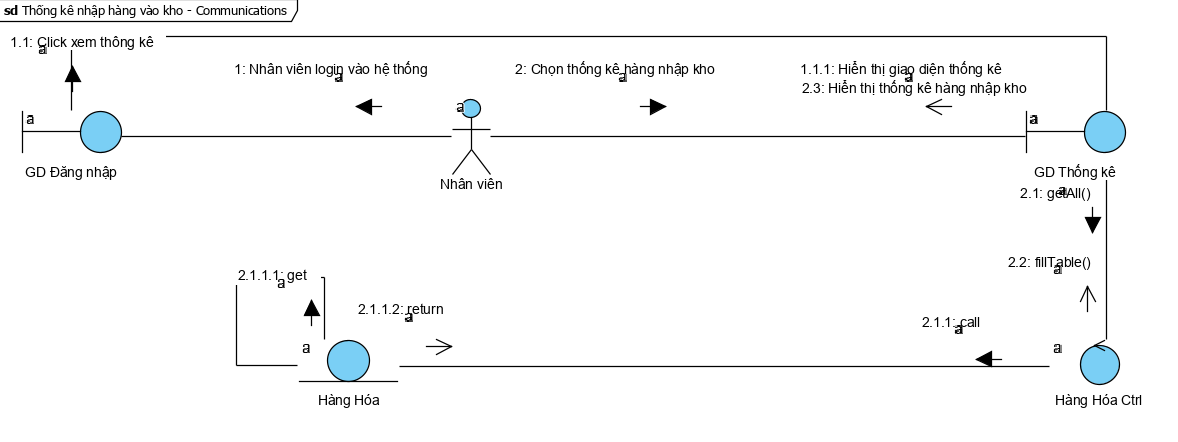 sd Thống kê nhập hàng vào kho - Communications
1.1: Click xem thông kê
a
1: Nhân viên login vào hệ thống
a
2: Chọn thống kê hàng nhập kho
a
1.1.1: Hiển thị giao diện thống kê
a
2.3: Hiển thị thống kê hàng nhập kho
a
a
a
GD Đăng nhập
Nhân viên
GD Thống kê
2.1: getAll()
a
2.2: fillTable()
a
2.1.1.1: get
a
2.1.1.2: return
a
2.1.1: call
a
a
a
Hàng Hóa
Hàng Hóa Ctrl